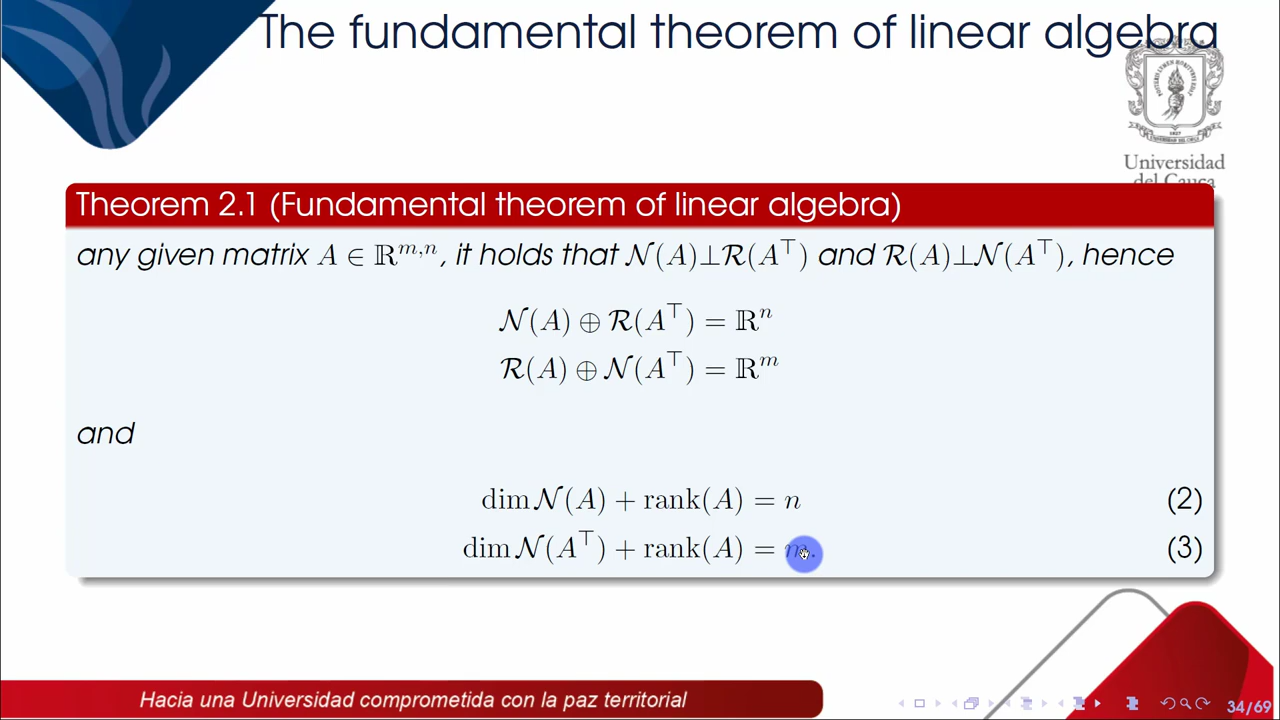 The fundamental theorem of linear algebra
Universidad
del Cauca
Theorem 2.1 (Fundamental theorem of linear algebra)
any given matrix A ∈ ℝ^{m,n}, it holds that 𝒩(A)⊥ℛ(A^⊤) and ℛ(A)⊥𝒩(A^⊤), hence
𝒩(A) ⊕ ℛ(A^⊤) = ℝ^n
ℛ(A) ⊕ 𝒩(A^⊤) = ℝ^m
and
dim 𝒩(A) + rank(A) = n (2)
dim 𝒩(A^⊤) + rank(A) = m. (3)
Hacia una Universidad comprometida con la paz territorial
34/69